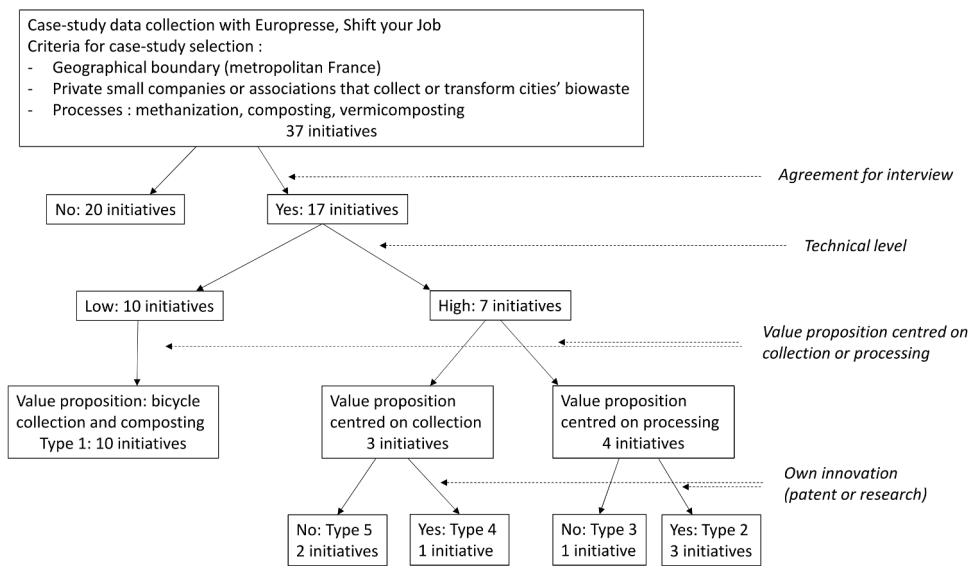 Case-study data collection with Europresse, Shift your Job
Criteria for case-study selection :
- Geographical boundary (metropolitan France)
- Private small companies or associations that collect or transform cities' biowaste
- Processes : methanization, composting, vermicomposting
37 initiatives
Agreement for interview
No: 20 initiatives
Yes: 17 initiatives
Technical level
Low: 10 initiatives
High: 7 initiatives
Value proposition centred on
collection or processing
Value proposition: bicycle
collection and composting
Type 1: 10 initiatives
Value proposition
centred on collection
3 initiatives
Value proposition
centred on processing
4 initiatives
Own innovation
(patent or research)
No: Type 5
2 initiatives
Yes: Type 4
1 initiative
No: Type 3
1 initiative
Yes: Type 2
3 initiatives